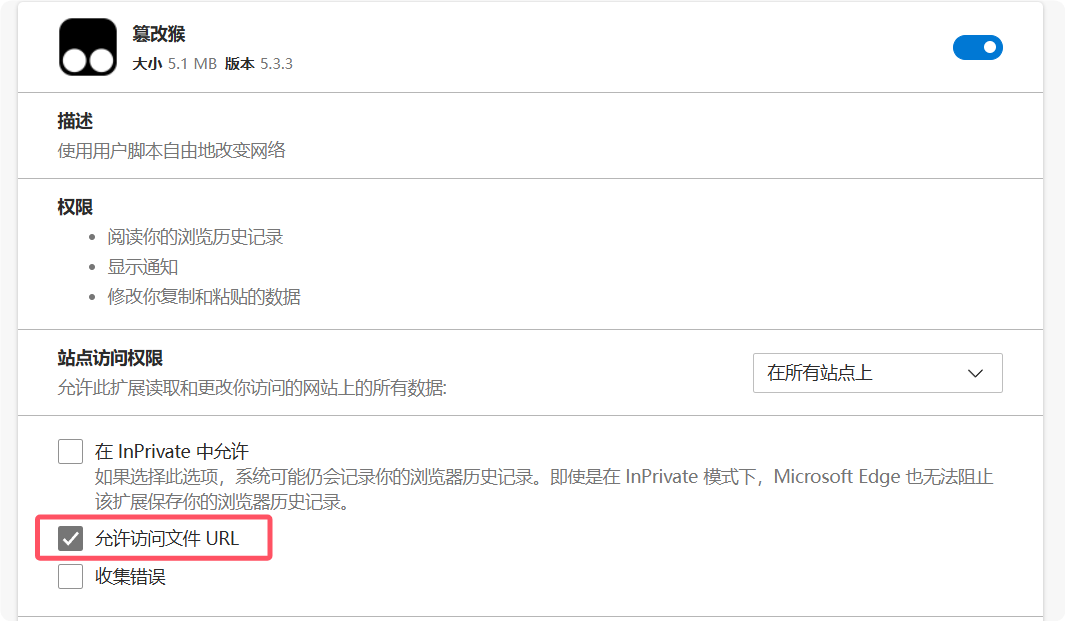 篡改猴
大小 5.1 MB 版本 5.3.3
描述
使用用户脚本自由地改变网络
权限
阅读你的浏览历史记录
显示通知
修改你复制和粘贴的数据
站点访问权限
允许此扩展读取和更改你访问的网站上的所有数据:
在所有站点上
在 InPrivate 中允许
如果选择此选项，系统可能仍会记录你的浏览器历史记录。即使是在 InPrivate 模式下，Microsoft Edge 也无法阻止
该扩展保存你的浏览器历史记录。
允许访问文件 URL
收集错误